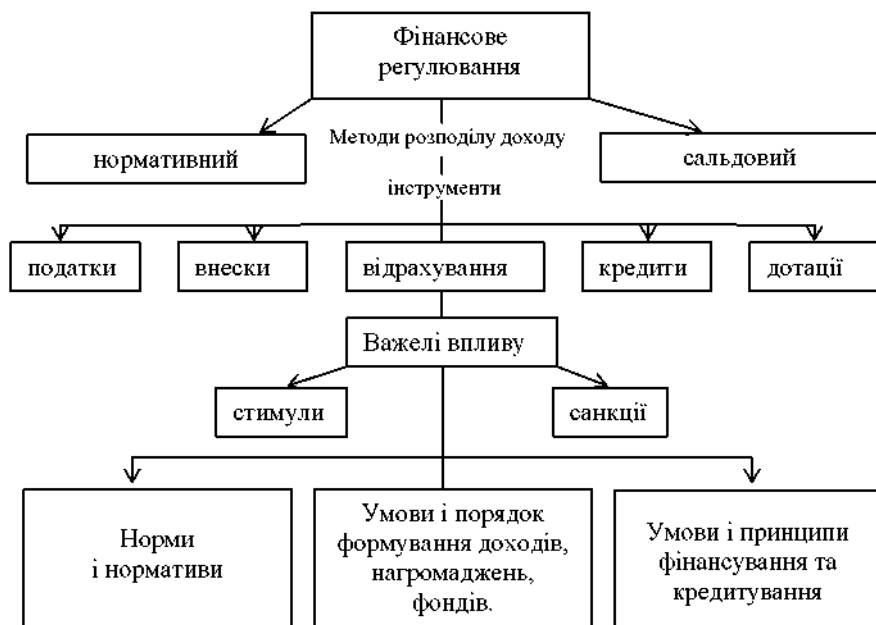 Фінансове
регулювання
Методи розподілу доходу
нормативний
сальдовий
інструменти
податки
внески
відрахування
кредити
дотації
Важелі впливу
стимули
санкції
Норми
і нормативи
Умови і порядок
формування доходів,
нагромаджень,
фондів.
Умови і принципи
фінансування та
кредитування